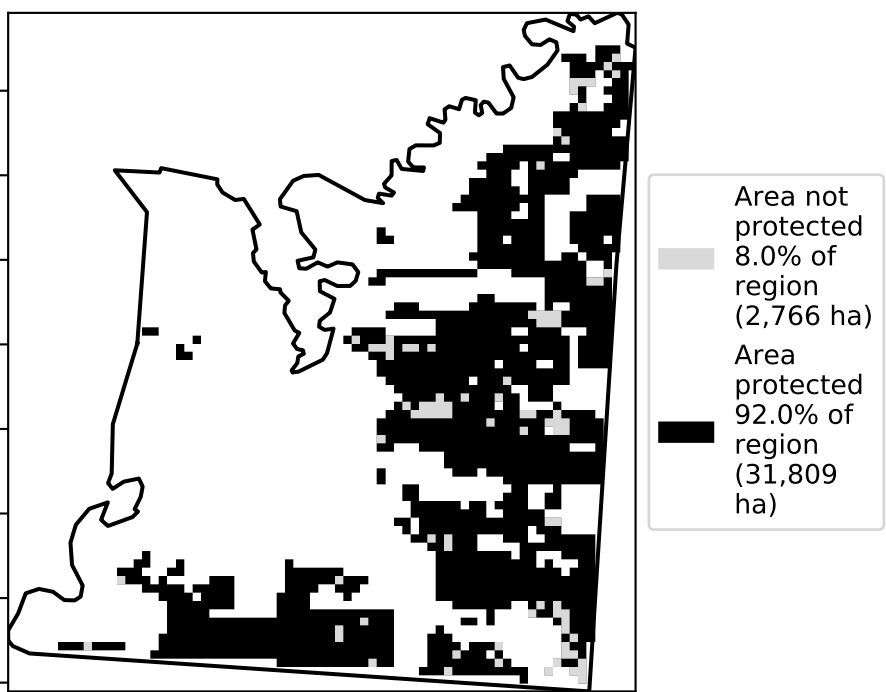 Area not
protected
8.0% of
region
(2,766 ha)
Area
protected
92.0% of
region
(31,809
ha)